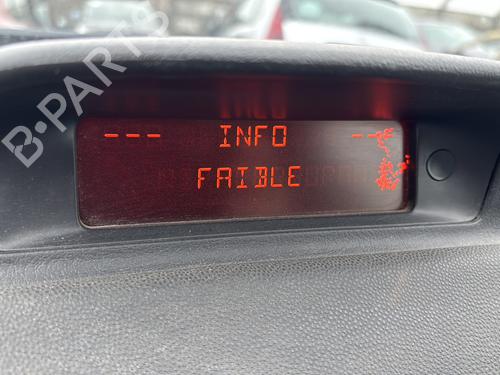 --- INFO ---
FAIBLE
B-PARTS